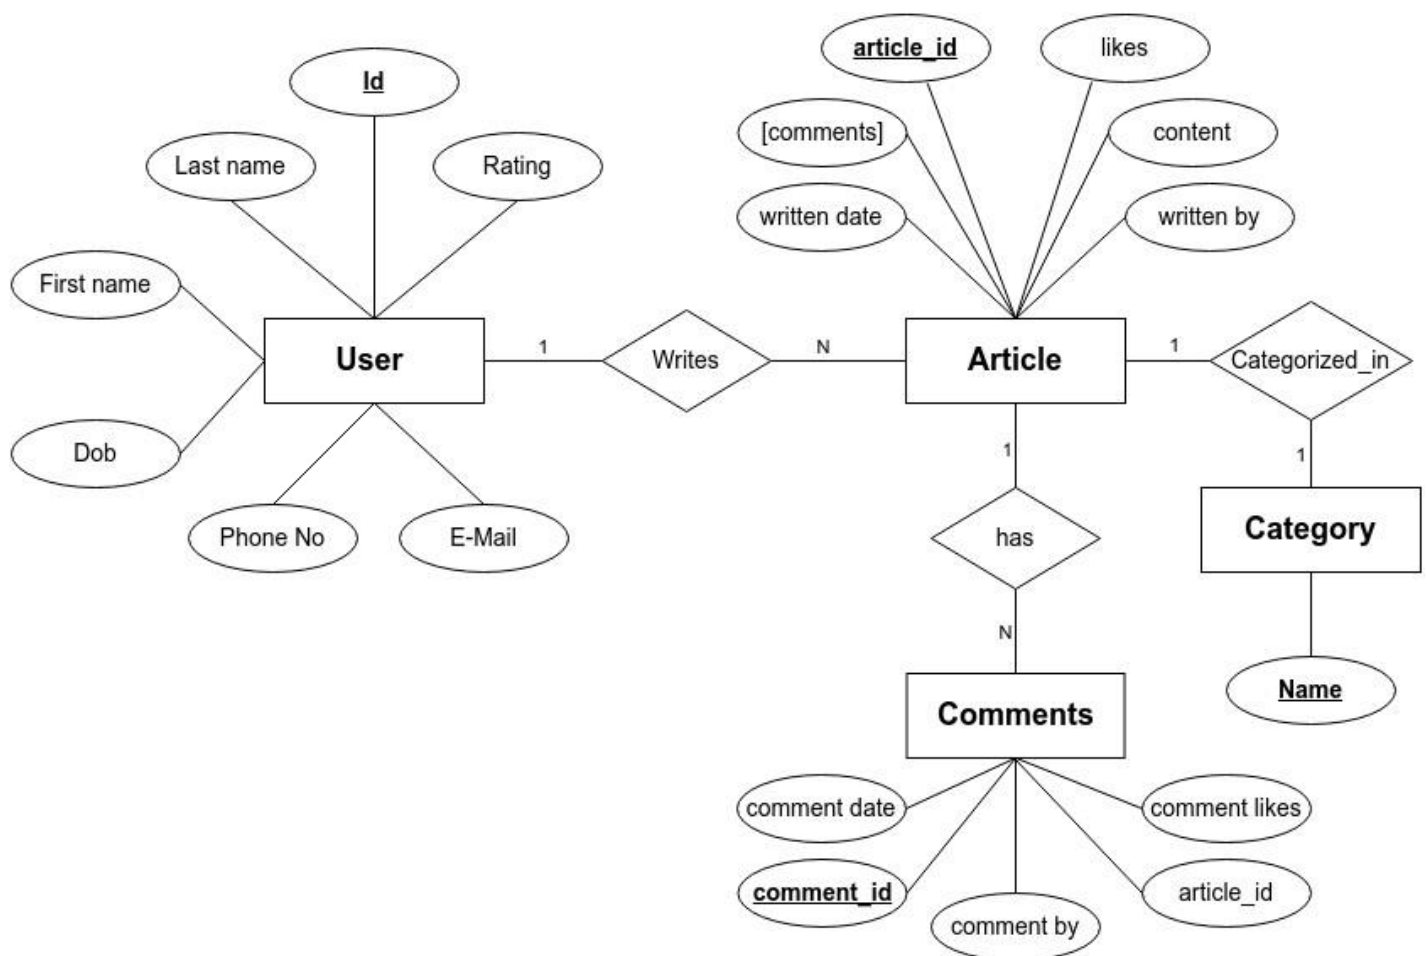 article_id
likes
Id
[comments]
content
Last name
Rating
written date
written by
First name
User
1
Writes
N
Article
1
Categorized_in
Dob
1
1
Phone No
E-Mail
has
Category
N
Name
Comments
comment date
comment likes
comment_id
article_id
comment by